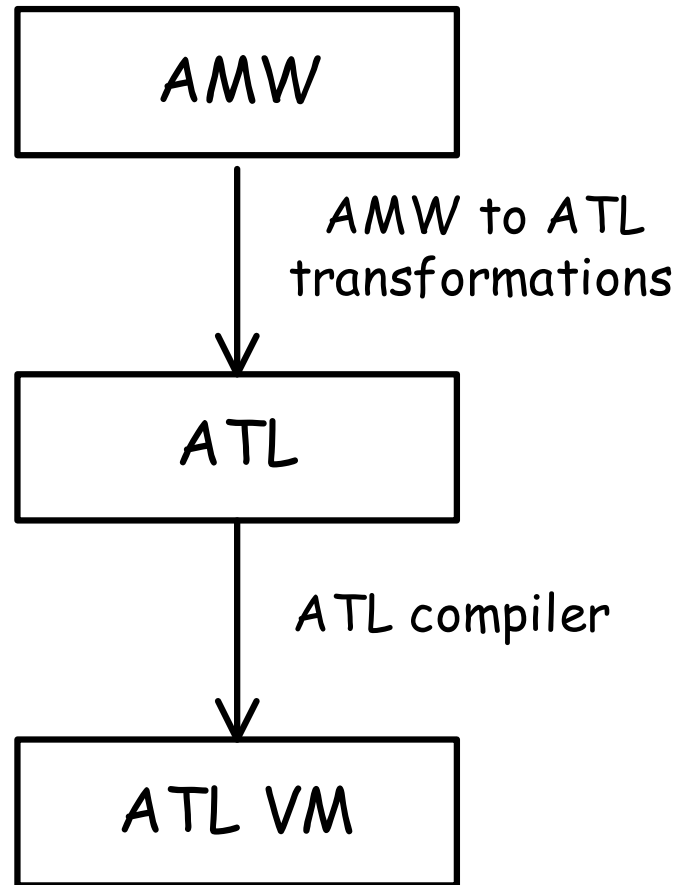 AMW
AMW to ATL
transformations
ATL
ATL compiler
ATL VM